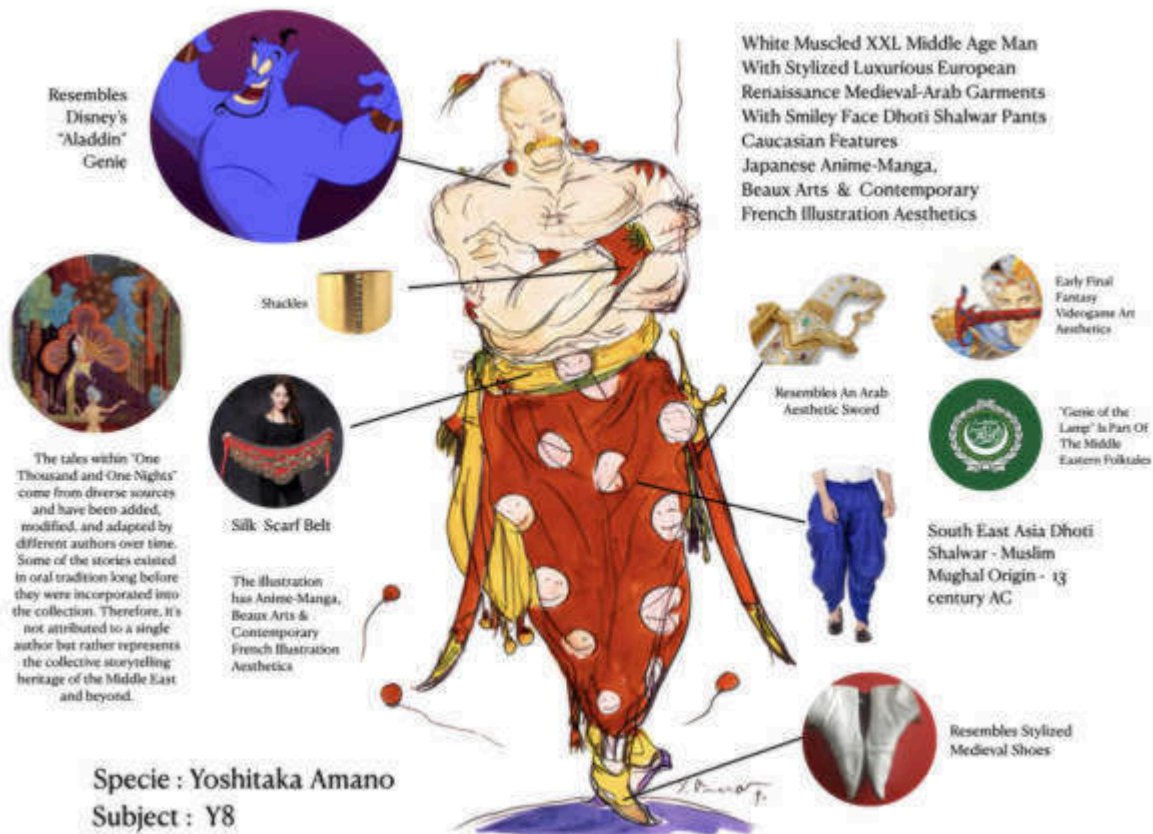 Resembles
Disney's
"Aladdin"
Genie
White Muscled XXL Middle Age Man
With Stylized Luxurious European
Renaissance Medieval-Arab Garments
With Smiley Face Dhoti Shalwar Pants
Caucasian Features
Japanese Anime-Manga,
Beaux Arts & Contemporary
French Illustration Aesthetics
Shackles
Early Final
Fantasy
Videogame Art
Aesthetics
Resembles An Arab
Aesthetic Sword
"Genie of the
Lamp" Is Part Of
The Middle
Eastern Folktales
The tales within "One
Thousand and One Nights"
come from diverse sources
and have been added,
modified, and adapted by
different authors over time.
Some of the stories existed
in oral tradition long before
they were incorporated into
the collection. Therefore, it's
not attributed to a single
author but rather represents
the collective storytelling
heritage of the Middle East
and beyond.
Silk Scarf Belt
The illustration
has Anime-Manga,
Beaux Arts &
Contemporary
French Illustration
Aesthetics
South East Asia Dhoti
Shalwar - Muslim
Mughal Origin - 13
century AC
Resembles Stylized
Medieval Shoes
Specie : Yoshitaka Amano
Subject : Y8